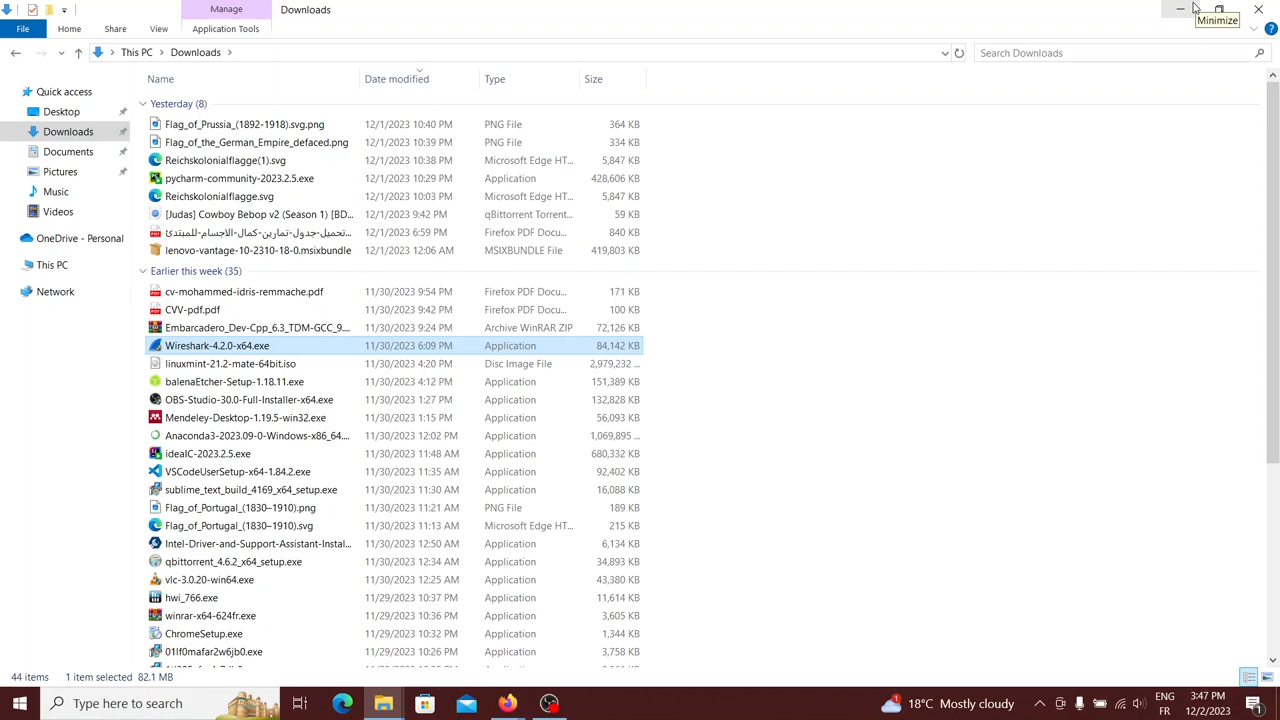 Manage
Downloads
Minimize
File
Home
Share
View
Application Tools
This PC
Downloads
Search Downloads
Name
Date modified
Type
Size
Quick access
Desktop
Downloads
Documents
Pictures
Music
Videos
OneDrive - Personal
This PC
Network
Yesterday (8)
Flag_of_Prussia_(1892-1918).svg.png 12/1/2023 10:40 PM PNG File 364 KB
Flag_of_the_German_Empire_defaced.png 12/1/2023 10:39 PM PNG File 334 KB
Reichskolonialflagge(1).svg 12/1/2023 10:38 PM Microsoft Edge HT... 5,847 KB
pycharm-community-2023.2.5.exe 12/1/2023 10:29 PM Application 428,606 KB
Reichskolonialflagge.svg 12/1/2023 10:03 PM Microsoft Edge HT... 5,847 KB
[Judas] Cowboy Bebop v2 (Season 1) [BD... 12/1/2023 9:42 PM qBittorrent Torrent... 59 KB
تحميل-جدول-تمارين-كمال-الاجسام-للمبتدئ... 12/1/2023 6:59 PM Firefox PDF Docu... 840 KB
lenovo-vantage-10-2310-18-0.msixbundle 12/1/2023 12:06 AM MSIXBUNDLE File 419,803 KB
Earlier this week (35)
cv-mohammed-idris-remmache.pdf 11/30/2023 9:54 PM Firefox PDF Docu... 171 KB
CVV-pdf.pdf 11/30/2023 9:42 PM Firefox PDF Docu... 100 KB
Embarcadero_Dev-Cpp_6.3_TDM-GCC_9.... 11/30/2023 9:24 PM Archive WinRAR ZIP 72,126 KB
Wireshark-4.2.0-x64.exe 11/30/2023 6:09 PM Application 84,142 KB
linuxmint-21.2-mate-64bit.iso 11/30/2023 4:20 PM Disc Image File 2,979,232 ...
balenaEtcher-Setup-1.18.11.exe 11/30/2023 4:12 PM Application 151,389 KB
OBS-Studio-30.0-Full-Installer-x64.exe 11/30/2023 1:27 PM Application 132,828 KB
Mendeley-Desktop-1.19.5-win32.exe 11/30/2023 1:15 PM Application 56,093 KB
Anaconda3-2023.09-0-Windows-x86_64.... 11/30/2023 12:02 PM Application 1,069,895 ...
ideaIC-2023.2.5.exe 11/30/2023 11:48 AM Application 680,332 KB
VSCodeUserSetup-x64-1.84.2.exe 11/30/2023 11:35 AM Application 92,402 KB
sublime_text_build_4169_x64_setup.exe 11/30/2023 11:30 AM Application 16,088 KB
Flag_of_Portugal_(1830–1910).png 11/30/2023 11:21 AM PNG File 189 KB
Flag_of_Portugal_(1830–1910).svg 11/30/2023 11:13 AM Microsoft Edge HT... 215 KB
Intel-Driver-and-Support-Assistant-Instal... 11/30/2023 12:50 AM Application 6,134 KB
qbittorrent_4.6.2_x64_setup.exe 11/30/2023 12:34 AM Application 34,893 KB
vlc-3.0.20-win64.exe 11/30/2023 12:25 AM Application 43,380 KB
hwi_766.exe 11/29/2023 10:37 PM Application 11,614 KB
winrar-x64-624fr.exe 11/29/2023 10:36 PM Application 3,605 KB
ChromeSetup.exe 11/29/2023 10:32 PM Application 1,344 KB
01lf0mafar2w6jb0.exe 11/29/2023 10:26 PM Application 3,758 KB
44 items 1 item selected 82.1 MB
Type here to search
18°C Mostly cloudy
ENG
FR
3:47 PM
12/2/2023